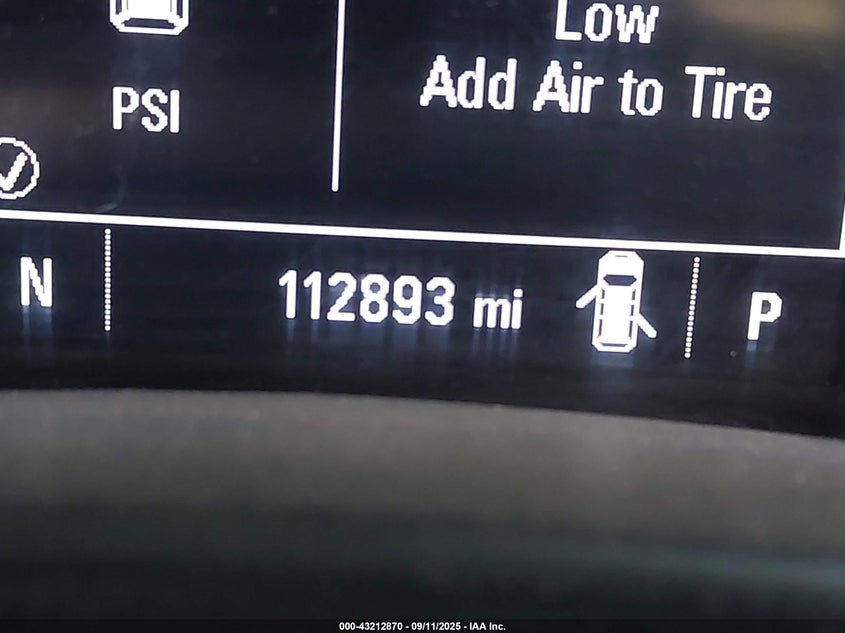 Low
Add Air to Tire
PSI
N
112893 mi
P
000-43212870 - 09/11/2025 - IAA Inc.